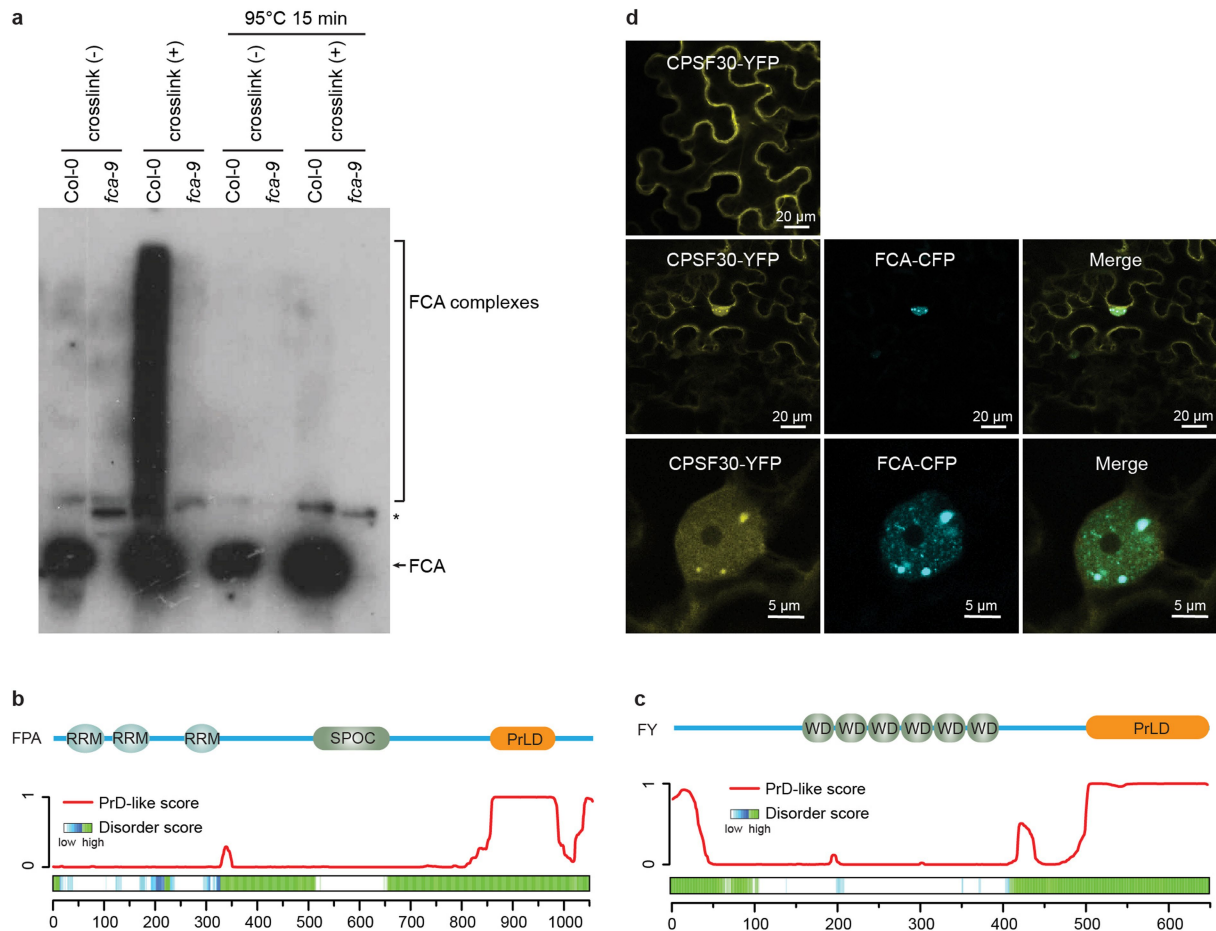 a
95°C 15 min
crosslink (-)
crosslink (+)
crosslink (-)
crosslink (+)
Col-0
fca-9
Col-0
fca-9
Col-0
fca-9
Col-0
fca-9
FCA complexes
*
FCA
d
CPSF30-YFP
20 µm
CPSF30-YFP
FCA-CFP
Merge
20 µm
20 µm
20 µm
CPSF30-YFP
FCA-CFP
Merge
5 µm
5 µm
5 µm
b
FPA
RRM RRM RRM SPOC PrLD
1
0
PrD-like score
Disorder score
low high
0 100 200 300 400 500 600 700 800 900 1000
c
FY
WD WD WD WD WD WD PrLD
1
0
PrD-like score
Disorder score
low high
0 100 200 300 400 500 600